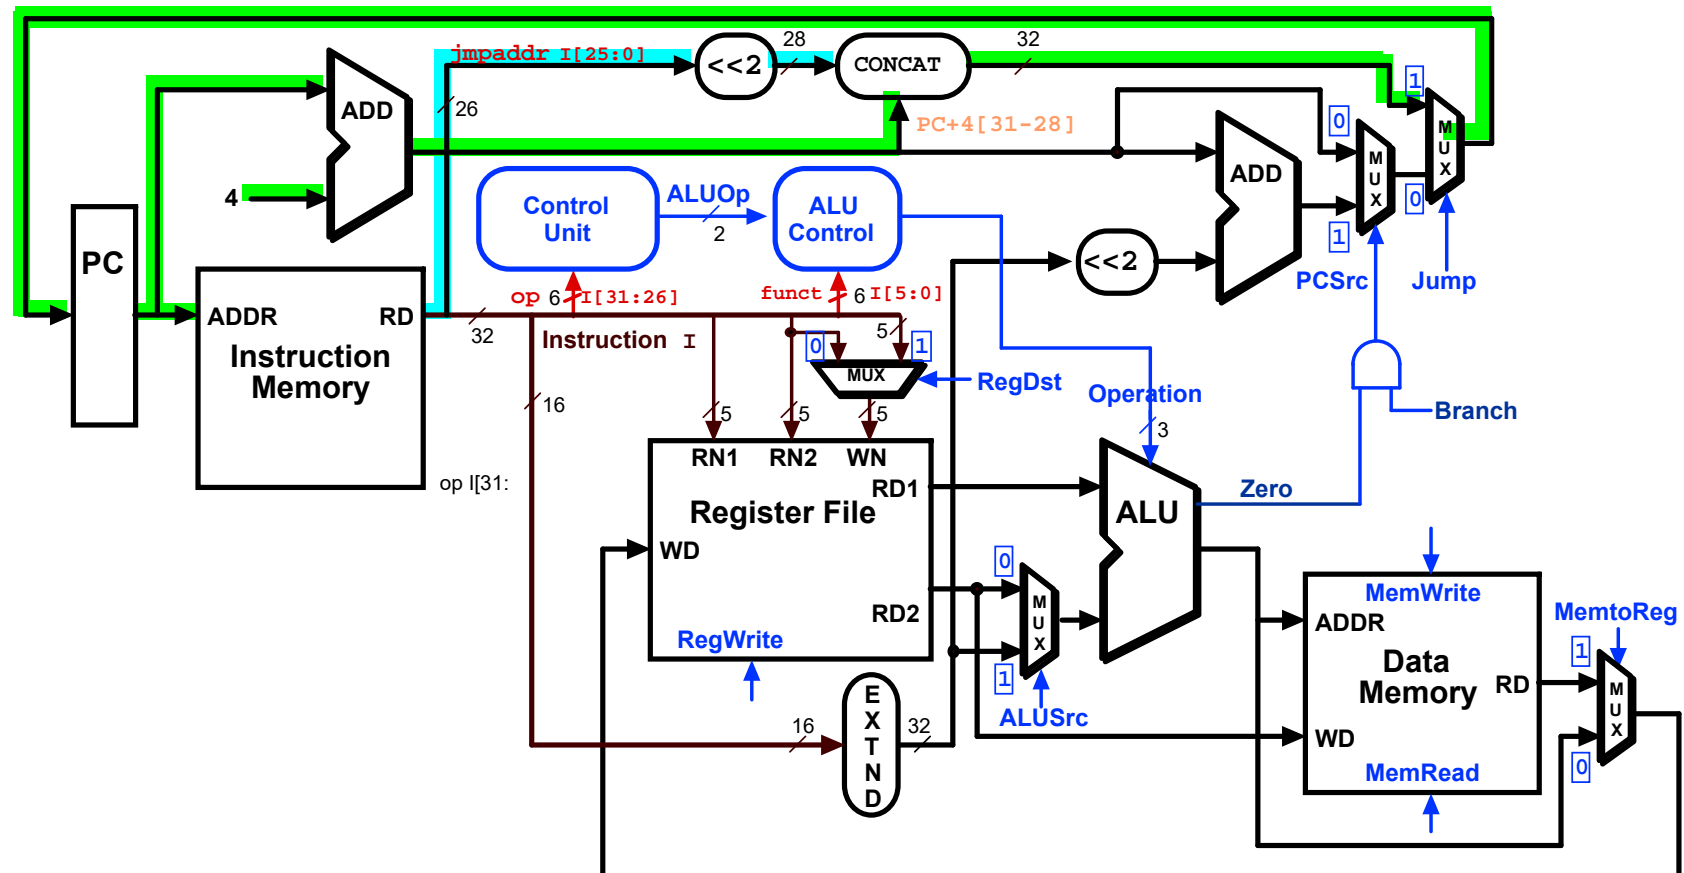 jmpaddr I[25:0]
<<2
28
CONCAT
32
1
26
ADD
PC+4[31-28]
0
M
U
X
M
U
X
4
Control
Unit
ALUOp
2
ALU
Control
ADD
0
1
<<2
PCSrc
Jump
PC
op 6 I[31:26]
funct 6 I[5:0]
ADDR
RD
32
Instruction
Memory
Instruction I
5
0
1
MUX
RegDst
16
5
5
5
Operation
3
Branch
RN1
RN2
WN
RD1
op I[31:
Register File
ALU
Zero
WD
0
M
U
X
RD2
RegWrite
1
ALUSrc
MemWrite
ADDR
MemtoReg
Data
Memory
RD
1
M
U
X
0
WD
MemRead
16
E
X
T
N
D
32